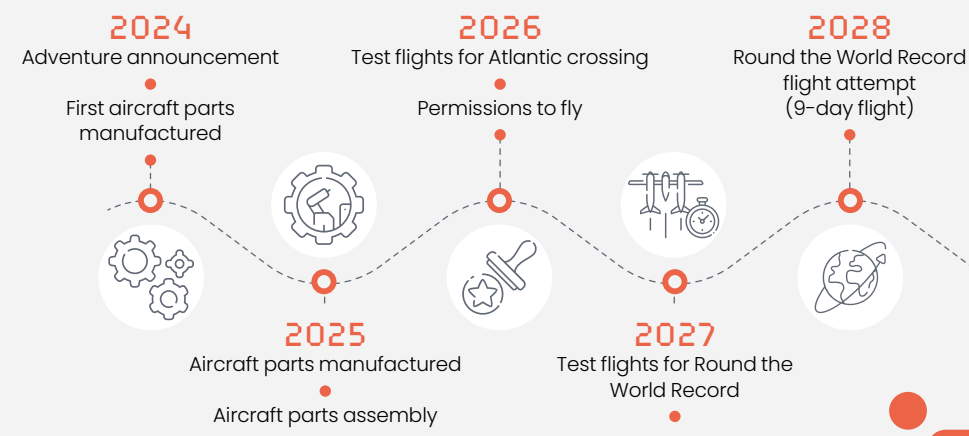 2024
Adventure announcement
First aircraft parts
manufactured
2025
Aircraft parts manufactured
Aircraft parts assembly
2026
Test flights for Atlantic crossing
Permissions to fly
2027
Test flights for Round the
World Record
2028
Round the World Record
flight attempt
(9-day flight)